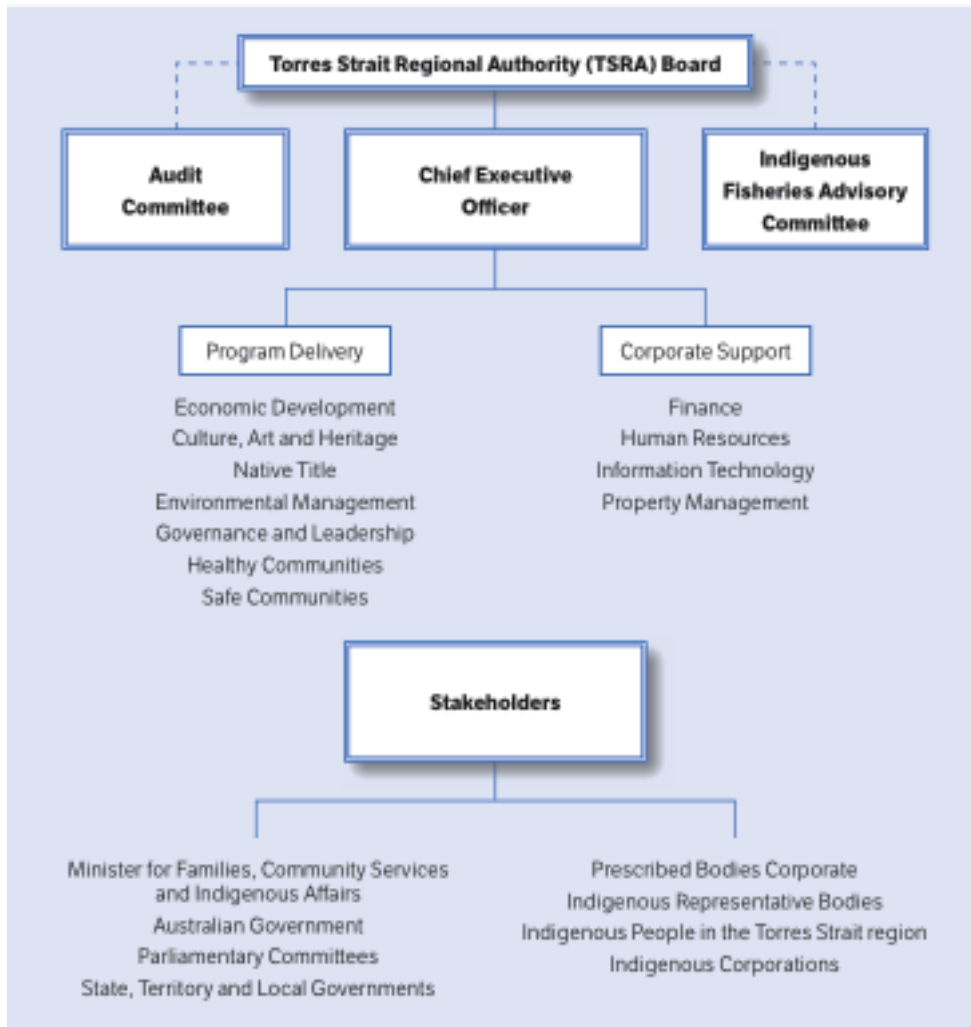 Torres Strait Regional Authority (TSRA) Board
Audit
Committee
Chief Executive
Officer
Indigenous
Fisheries Advisory
Committee
Program Delivery
Economic Development
Culture, Art and Heritage
Native Title
Environmental Management
Governance and Leadership
Healthy Communities
Safe Communities
Corporate Support
Finance
Human Resources
Information Technology
Property Management
Stakeholders
Minister for Families, Community Services
and Indigenous Affairs
Australian Government
Parliamentary Committees
State, Territory and Local Governments
Prescribed Bodies Corporate
Indigenous Representative Bodies
Indigenous People in the Torres Strait region
Indigenous Corporations